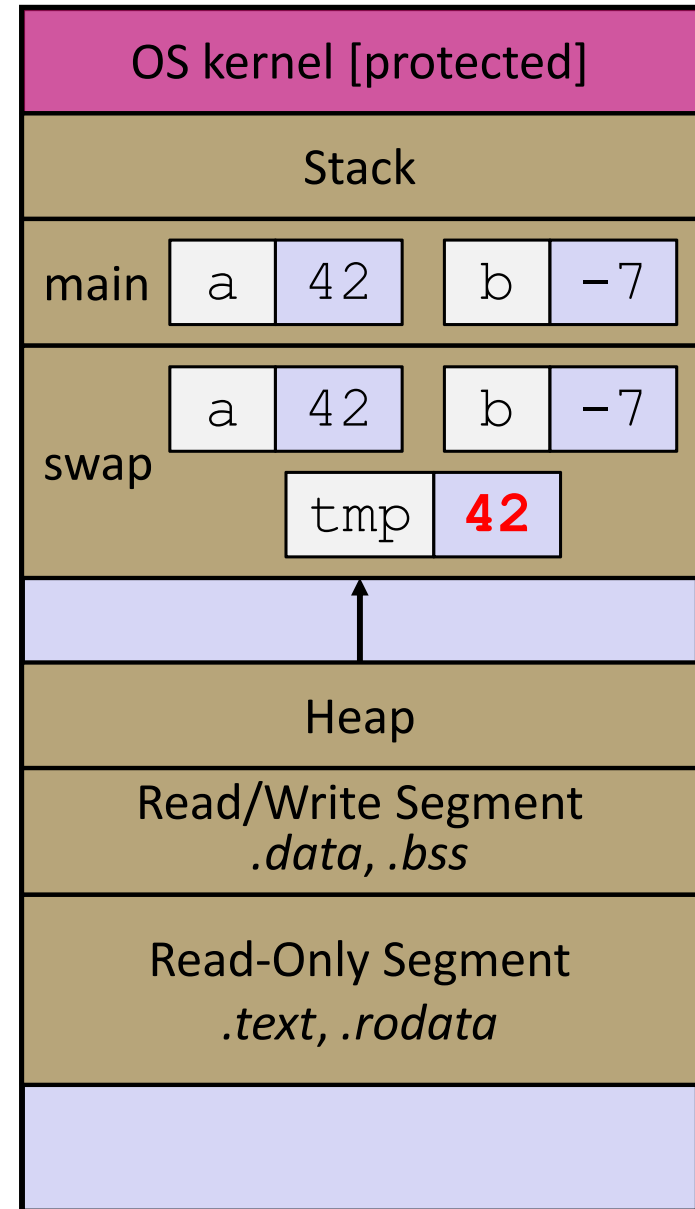 OS kernel [protected]
Stack
main a 42 b -7
a 42 b -7
swap
tmp 42
Heap
Read/Write Segment
.data, .bss
Read-Only Segment
.text, .rodata